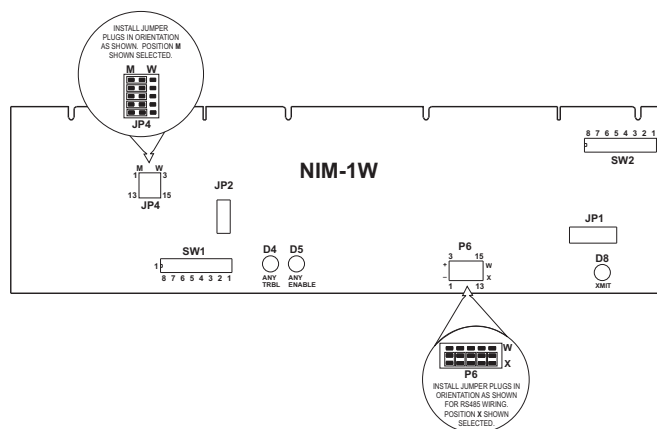 INSTALL JUMPER
PLUGS IN ORIENTATION
AS SHOWN. POSITION M
SHOWN SELECTED.
M W
JP4
M W
1 3
13 15
JP4
JP2
NIM-1W
8 7 6 5 4 3 2 1
SW2
JP1
SW1
1
8 7 6 5 4 3 2 1
D4
ANY
TRBL
D5
ANY
ENABLE
P6
3 15
+ W
– X
1 13
D8
XMIT
W
X
P6
INSTALL JUMPER PLUGS IN
ORIENTATION AS SHOWN
FOR RS485 WIRING.
POSITION X SHOWN
SELECTED.